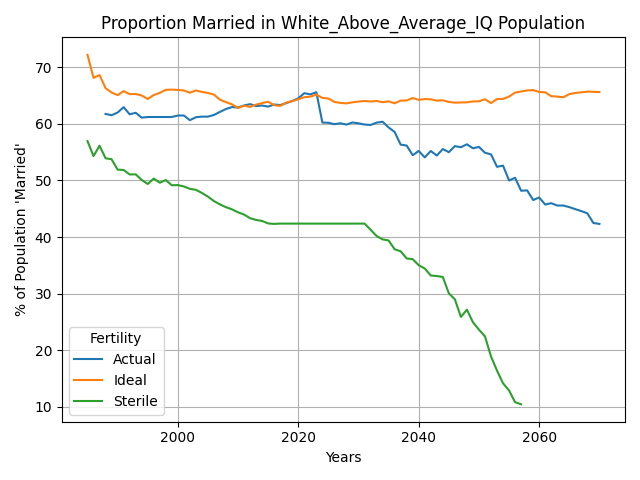 Proportion Married in White_Above_Average_IQ Population
% of Population 'Married'
70
60
50
40
30
20
10
Fertility
Actual
Ideal
Sterile
2000
2020
2040
2060
Years